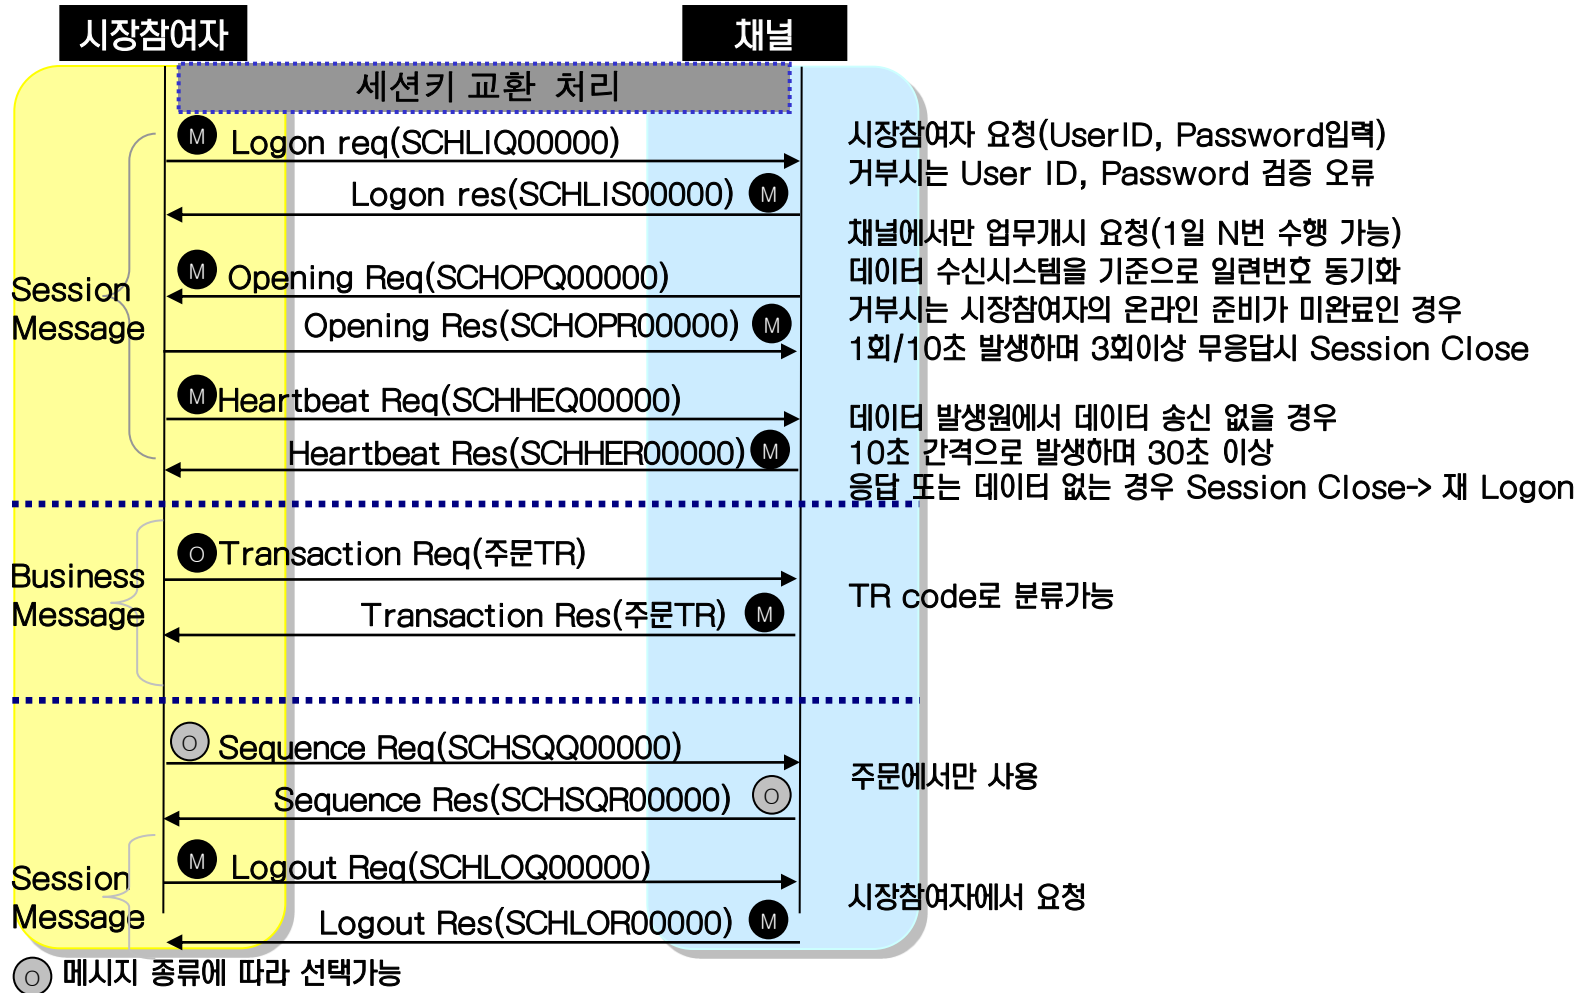 시장참여자 채널
세션키 교환 처리
M Logon req(SCHLIQ00000)
Logon res(SCHLIS00000) M
시장참여자 요청(UserID, Password입력)
거부시는 User ID, Password 검증 오류
Session
Message
M Opening Req(SCHOPQ00000)
Opening Res(SCHOPR00000) M
채널에서만 업무개시 요청(1일 N번 수행 가능)
데이터 수신시스템을 기준으로 일련번호 동기화
거부시는 시장참여자의 온라인 준비가 미완료인 경우
1회/10초 발생하며 3회이상 무응답시 Session Close
M Heartbeat Req(SCHHEQ00000)
Heartbeat Res(SCHHER00000) M
데이터 발생원에서 데이터 송신 없을 경우
10초 간격으로 발생하며 30초 이상
응답 또는 데이터 없는 경우 Session Close-> 재 Logon
Business
Message
O Transaction Req(주문TR)
Transaction Res(주문TR) M
TR code로 분류가능
O Sequence Req(SCHSQQ00000)
Sequence Res(SCHSQR00000) O
주문에서만 사용
Session
Message
M Logout Req(SCHLOQ00000)
Logout Res(SCHLOR00000) M
시장참여자에서 요청
O 메시지 종류에 따라 선택가능